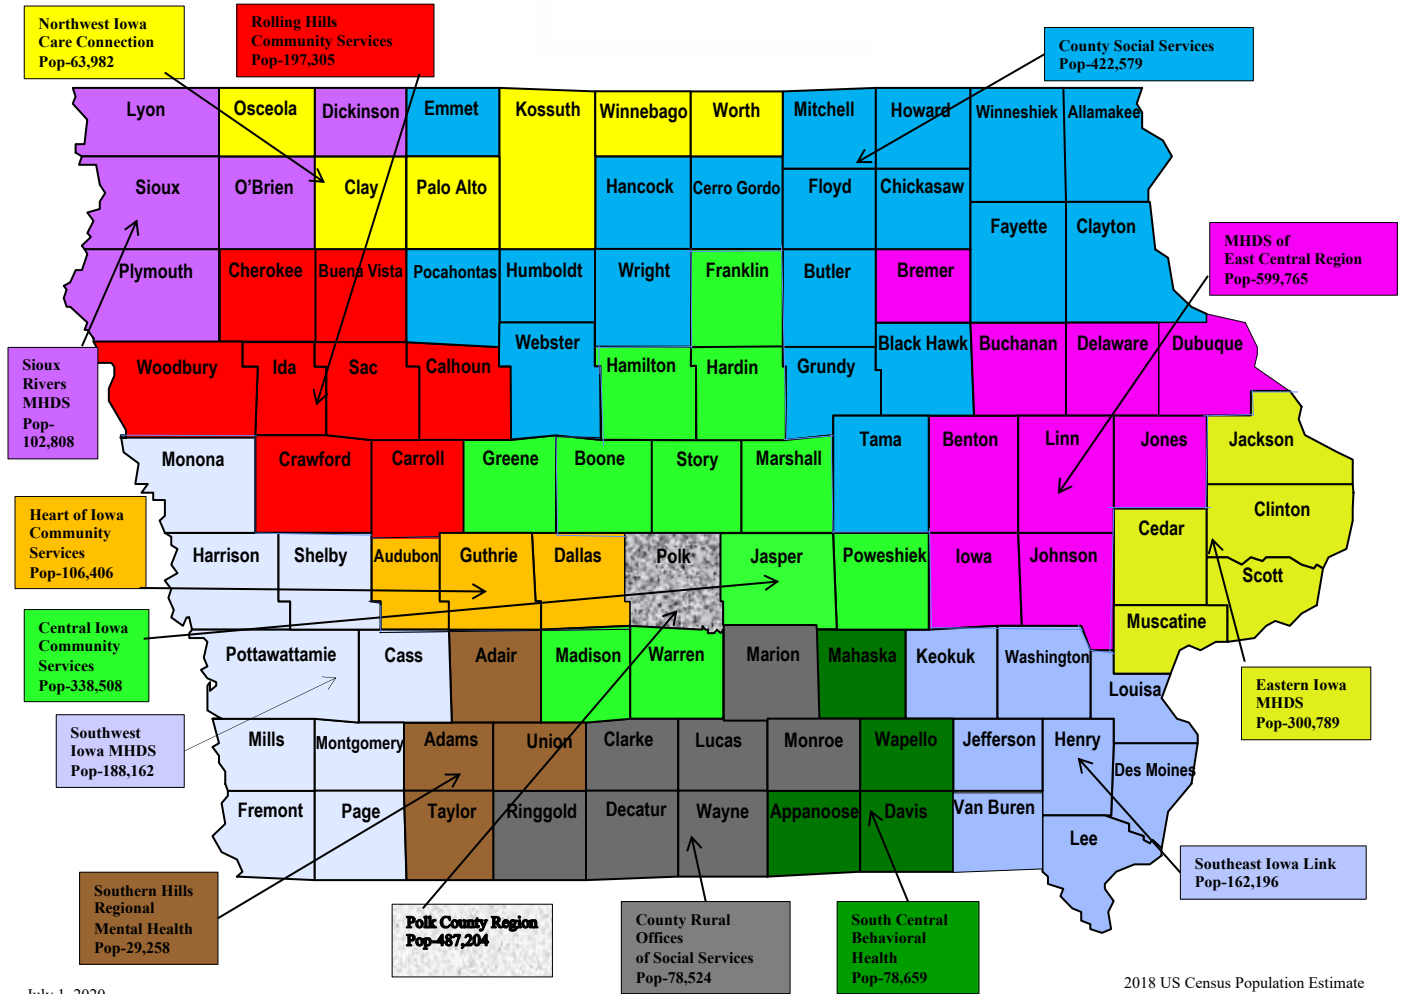 Northwest Iowa
Care Connection
Pop-63,982
Rolling Hills
Community Services
Pop-197,305
County Social Services
Pop-422,579
Lyon
Osceola
Dickinson
Emmet
Kossuth
Winnebago
Worth
Mitchell
Howard
Winneshiek
Allamakee
Sioux
O'Brien
Clay
Palo Alto
Hancock
Cerro Gordo
Floyd
Chickasaw
Fayette
Clayton
MHDS of
East Central Region
Pop-599,765
Plymouth
Cherokee
Buena Vista
Pocahontas
Humboldt
Wright
Franklin
Butler
Bremer
Sioux
Rivers
MHDS
Pop-
102,808
Woodbury
Ida
Sac
Calhoun
Webster
Hamilton
Hardin
Grundy
Black Hawk
Buchanan
Delaware
Dubuque
Monona
Crawford
Carroll
Greene
Boone
Story
Marshall
Tama
Benton
Linn
Jones
Jackson
Clinton
Cedar
Heart of Iowa
Community
Services
Pop-106,406
Harrison
Shelby
Audubon
Guthrie
Dallas
Polk
Jasper
Poweshiek
Iowa
Johnson
Scott
Muscatine
Central Iowa
Community
Services
Pop-338,508
Pottawattamie
Cass
Adair
Madison
Warren
Marion
Mahaska
Keokuk
Washington
Louisa
Eastern Iowa
MHDS
Pop-300,789
Southwest
Iowa MHDS
Pop-188,162
Mills
Montgomery
Adams
Union
Clarke
Lucas
Monroe
Wapello
Jefferson
Henry
Des Moines
Fremont
Page
Taylor
Ringgold
Decatur
Wayne
Appanoose
Davis
Van Buren
Lee
Southeast Iowa Link
Pop-162,196
Southern Hills
Regional
Mental Health
Pop-29,258
Polk County Region
Pop-487,204
County Rural
Offices
of Social Services
Pop-78,524
South Central
Behavioral
Health
Pop-78,659
July 1, 2020
2018 US Census Population Estimate